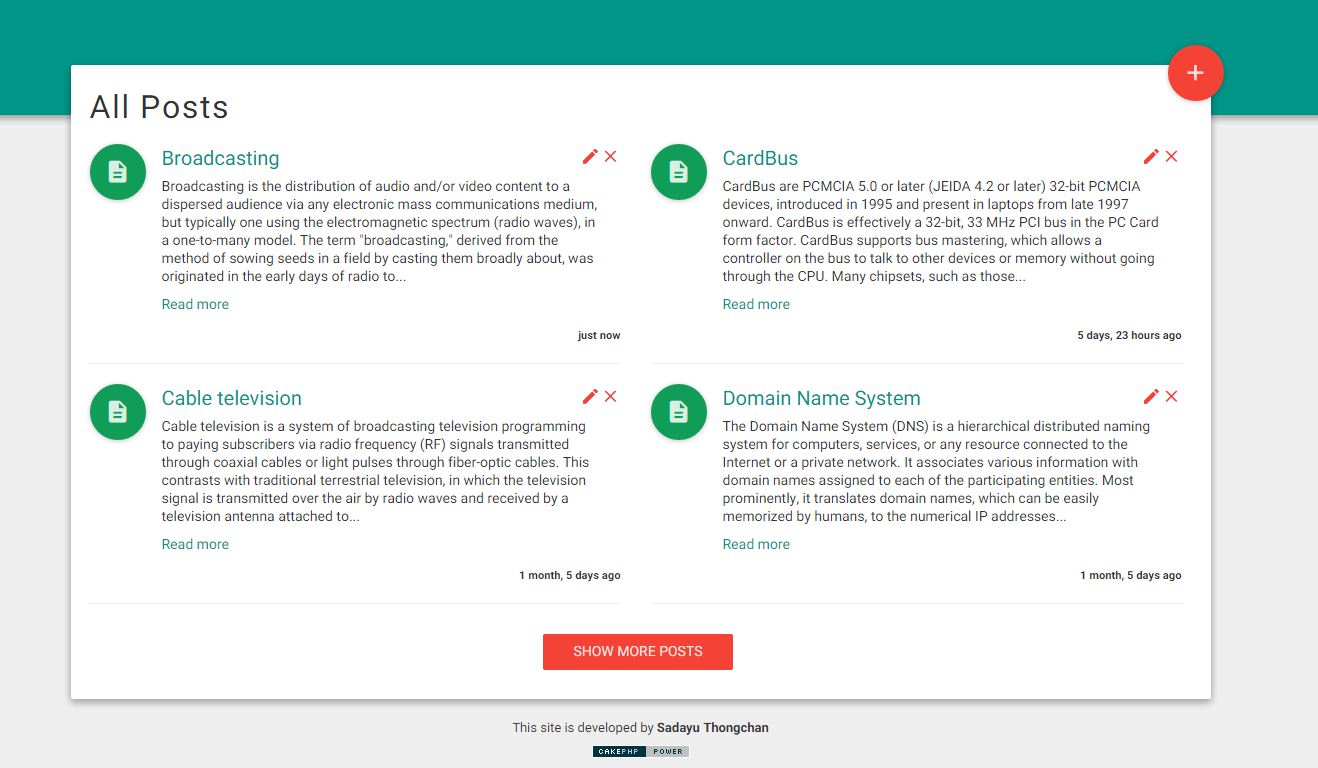 All Posts
Broadcasting
Broadcasting is the distribution of audio and/or video content to a
dispersed audience via any electronic mass communications medium,
but typically one using the electromagnetic spectrum (radio waves), in
a one-to-many model. The term "broadcasting," derived from the
method of sowing seeds in a field by casting them broadly about, was
originated in the early days of radio to...
Read more
just now
CardBus
CardBus are PCMCIA 5.0 or later (JEIDA 4.2 or later) 32-bit PCMCIA
devices, introduced in 1995 and present in laptops from late 1997
onward. CardBus is effectively a 32-bit, 33 MHz PCI bus in the PC Card
form factor. CardBus supports bus mastering, which allows a
controller on the bus to talk to other devices or memory without going
through the CPU. Many chipsets, such as those...
Read more
5 days, 23 hours ago
Cable television
Cable television is a system of broadcasting television programming
to paying subscribers via radio frequency (RF) signals transmitted
through coaxial cables or light pulses through fiber-optic cables. This
contrasts with traditional terrestrial television, in which the television
signal is transmitted over the air by radio waves and received by a
television antenna attached to...
Read more
1 month, 5 days ago
Domain Name System
The Domain Name System (DNS) is a hierarchical distributed naming
system for computers, services, or any resource connected to the
Internet or a private network. It associates various information with
domain names assigned to each of the participating entities. Most
prominently, it translates domain names, which can be easily
memorized by humans, to the numerical IP addresses...
Read more
1 month, 5 days ago
SHOW MORE POSTS
This site is developed by Sadayu Thongchan
CAKEPHP POWER